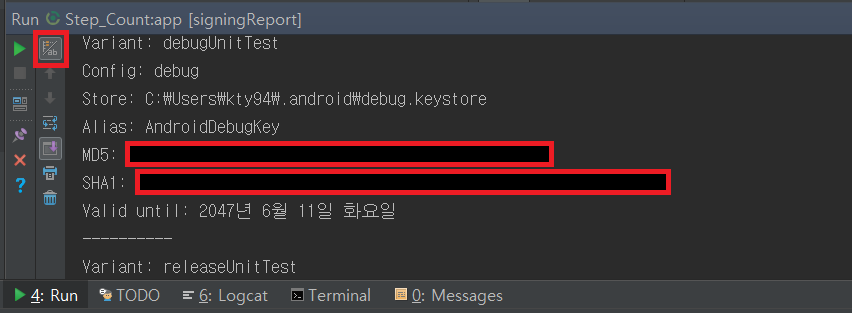 Run Step_Count:app [signingReport]
Variant: debugUnitTest
Config: debug
Store: C:₩Users₩kty94₩.android₩debug.keystore
Alias: AndroidDebugKey
MD5:
SHA1:
Valid until: 2047년 6월 11일 화요일
----------
Variant: releaseUnitTest
4: Run TODO 6: Logcat Terminal 0: Messages